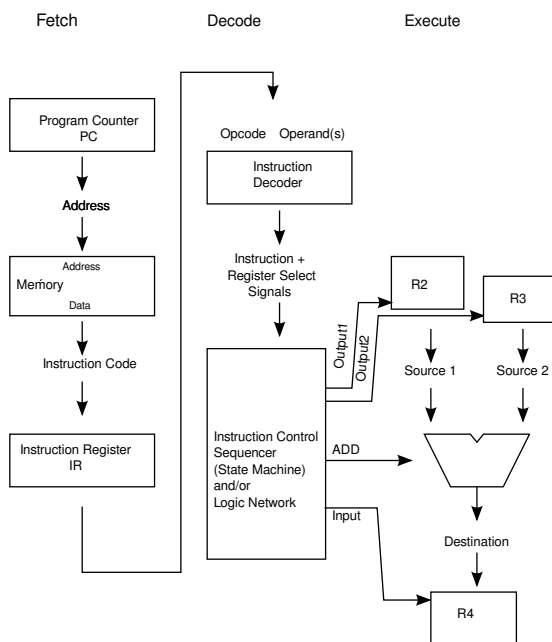 Fetch
Decode
Execute
Program Counter
PC
Address
Address
Memory
Data
Instruction Code
Instruction Register
IR
Opcode Operand(s)
Instruction
Decoder
Instruction +
Register Select
Signals
Instruction Control
Sequencer
(State Machine)
and/or
Logic Network
Output1
Output2
ADD
Input
R2
R3
Source 1
Source 2
Destination
R4